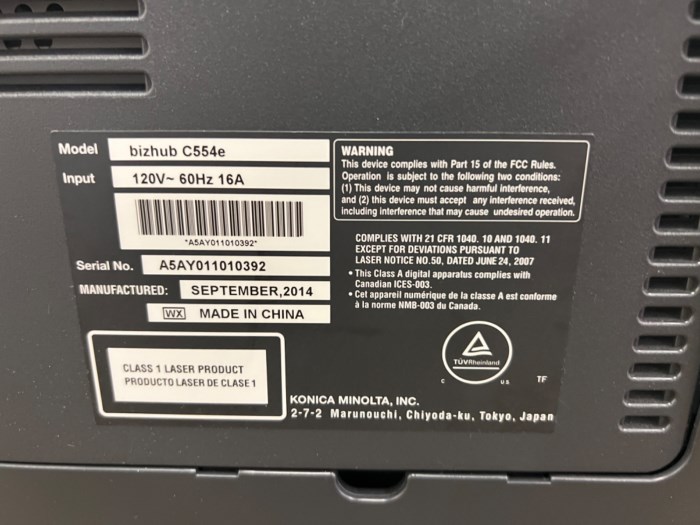 Model bizhub C554e
Input 120V~ 60Hz 16A
*A5AY011010392*
Serial No. A5AY011010392
MANUFACTURED: SEPTEMBER,2014
WX MADE IN CHINA
CLASS 1 LASER PRODUCT
PRODUCTO LASER DE CLASE 1
WARNING
This device complies with Part 15 of the FCC Rules.
Operation is subject to the following two conditions:
(1) This device may not cause harmful interference,
and (2) this device must accept any interference received,
including interference that may cause undesired operation.
COMPLIES WITH 21 CFR 1040. 10 AND 1040. 11
EXCEPT FOR DEVIATIONS PURSUANT TO
LASER NOTICE NO.50, DATED JUNE 24, 2007
• This Class A digital apparatus complies with
Canadian ICES-003.
• Cet appareil numérique de la classe A est conforme
à la norme NMB-003 du Canada.
TÜVRheinland
C US TF
KONICA MINOLTA, INC.
2-7-2 Marunouchi, Chiyoda-ku, Tokyo, Japan